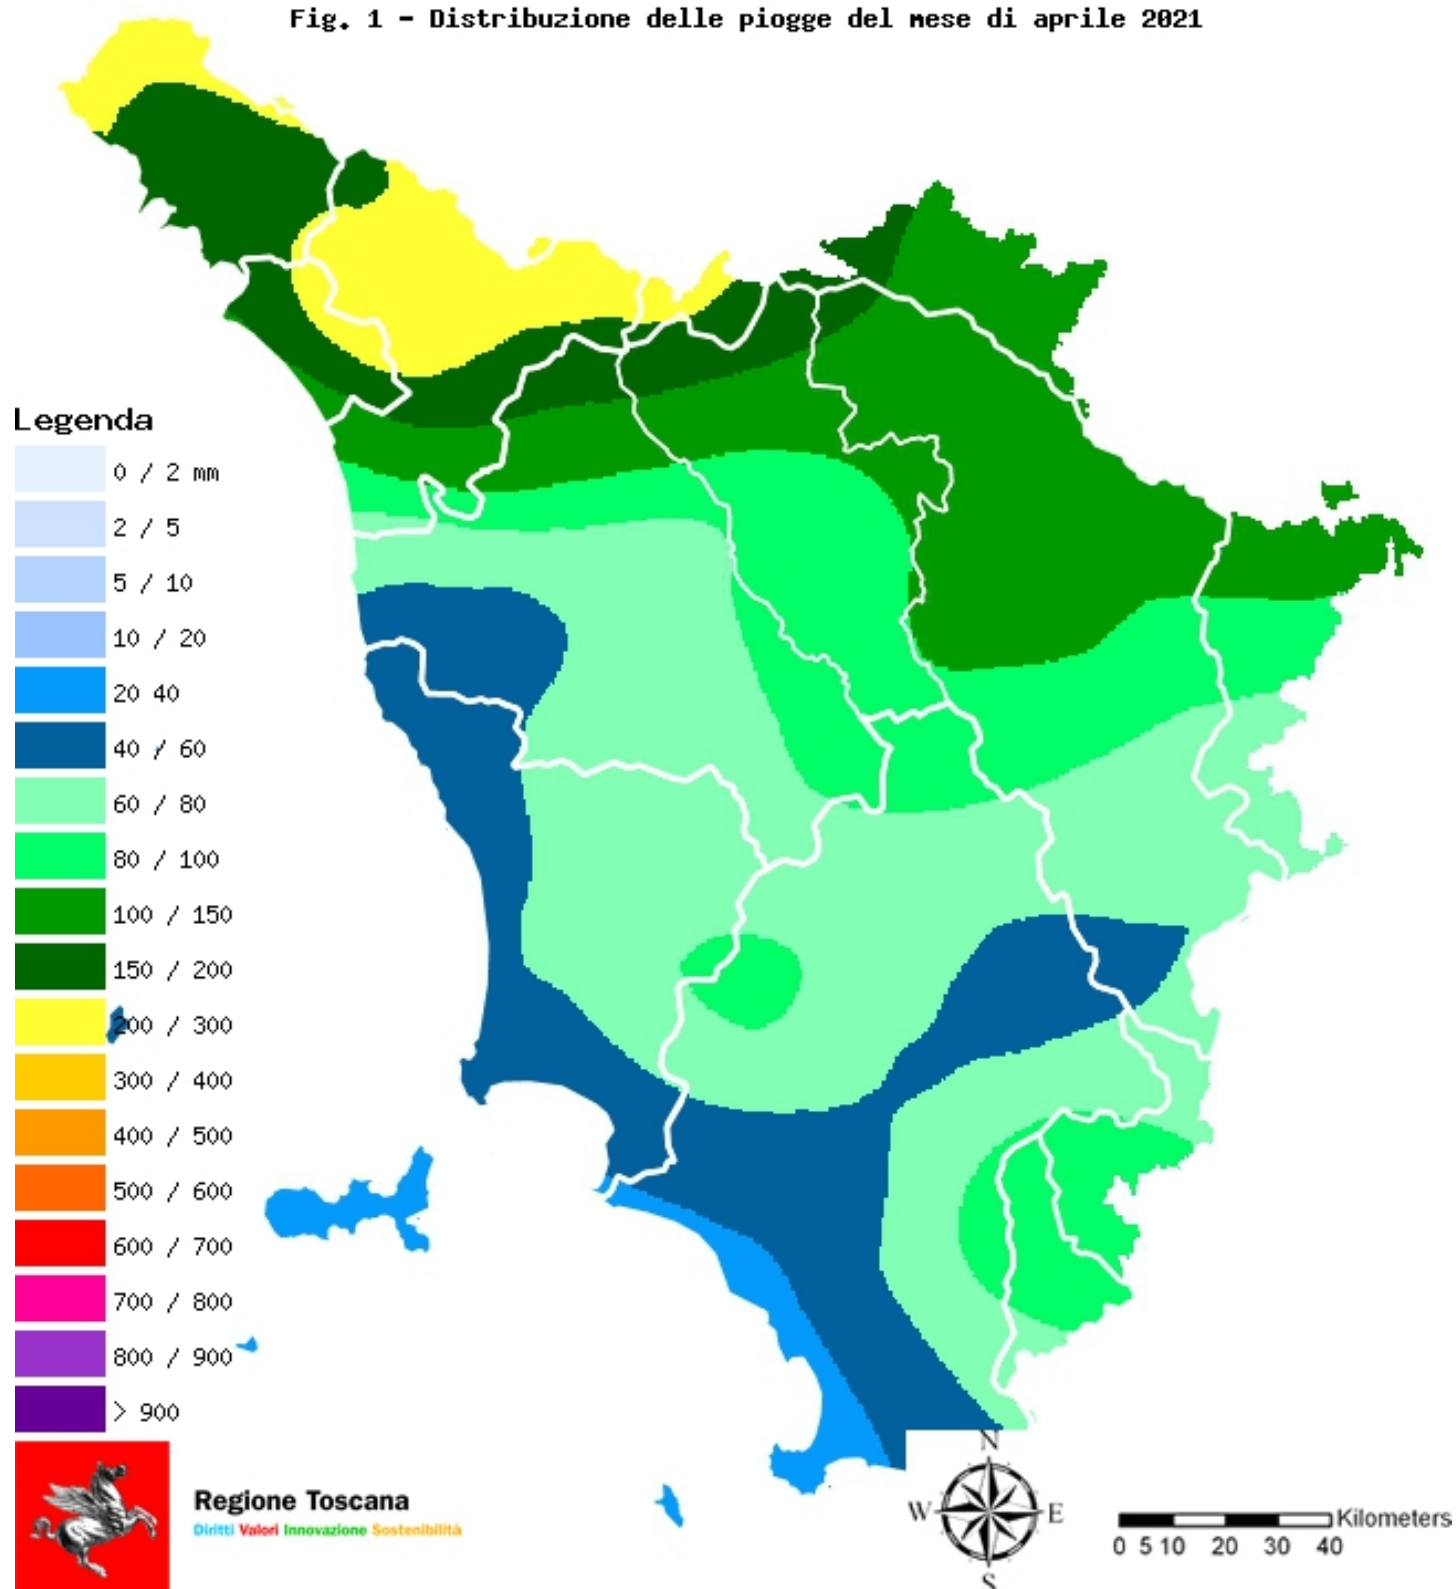 Fig. 1 - Distribuzione delle piogge del mese di aprile 2021
Legenda
0 / 2 mm
2 / 5
5 / 10
10 / 20
20 40
40 / 60
60 / 80
80 / 100
100 / 150
150 / 200
200 / 300
300 / 400
400 / 500
500 / 600
600 / 700
700 / 800
800 / 900
> 900
Regione Toscana
Diritti Valori Innovazione Sostenibilità
N
W E
S
Kilometers
0 5 10 20 30 40